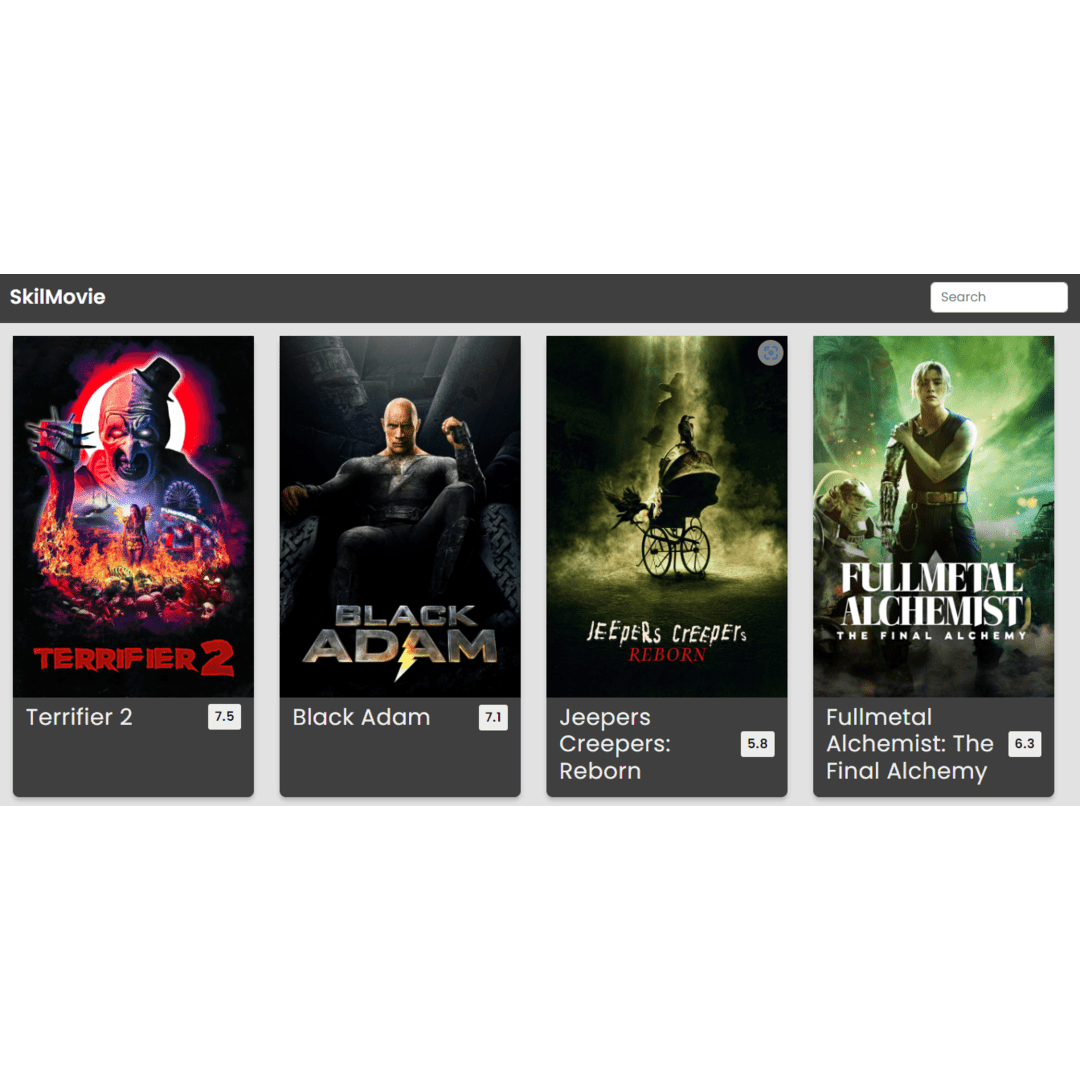 SkilMovie
Search
TERRIFIER 2
BLACK
ADAM
JEEPERS CREEPERS
REBORN
FULLMETAL
ALCHEMIST
THE FINAL ALCHEMY
Terrifier 2
7.5
Black Adam
7.1
Jeepers
Creepers:
Reborn
5.8
Fullmetal
Alchemist: The
Final Alchemy
6.3